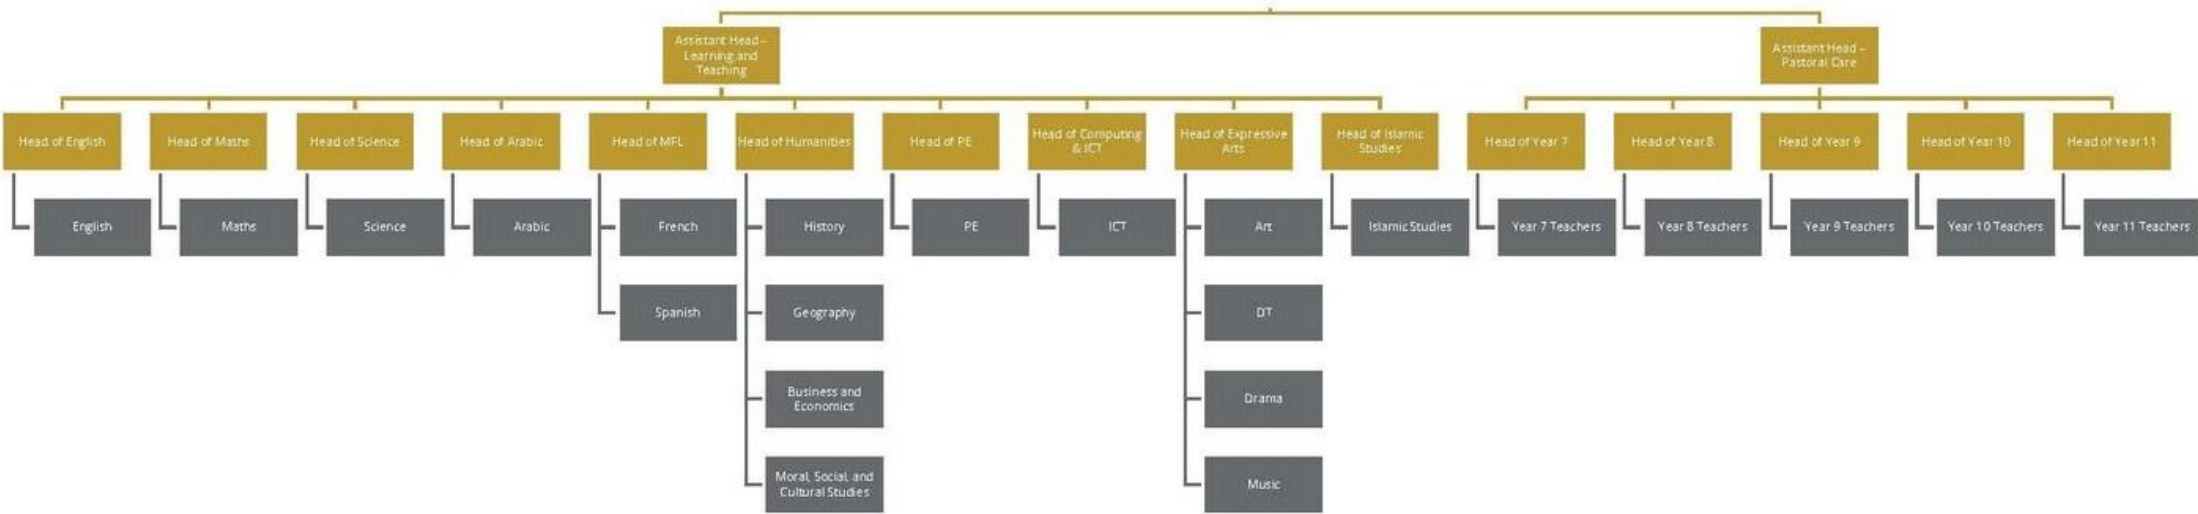 Assistant Head –
Learning and
Teaching
Assistant Head –
Pastoral Care
Head of English
Head of Maths
Head of Science
Head of Arabic
Head of MFL
Head of Humanities
Head of PE
Head of Computing
& ICT
Head of Expressive
Arts
Head of Islamic
Studies
Head of Year 7
Head of Year 8
Head of Year 9
Head of Year 10
Head of Year 11
English
Maths
Science
Arabic
French
History
PE
ICT
Art
Islamic Studies
Year 7 Teachers
Year 8 Teachers
Year 9 Teachers
Year 10 Teachers
Year 11 Teachers
Spanish
Geography
DT
Business and
Economics
Drama
Moral, Social, and
Cultural Studies
Music